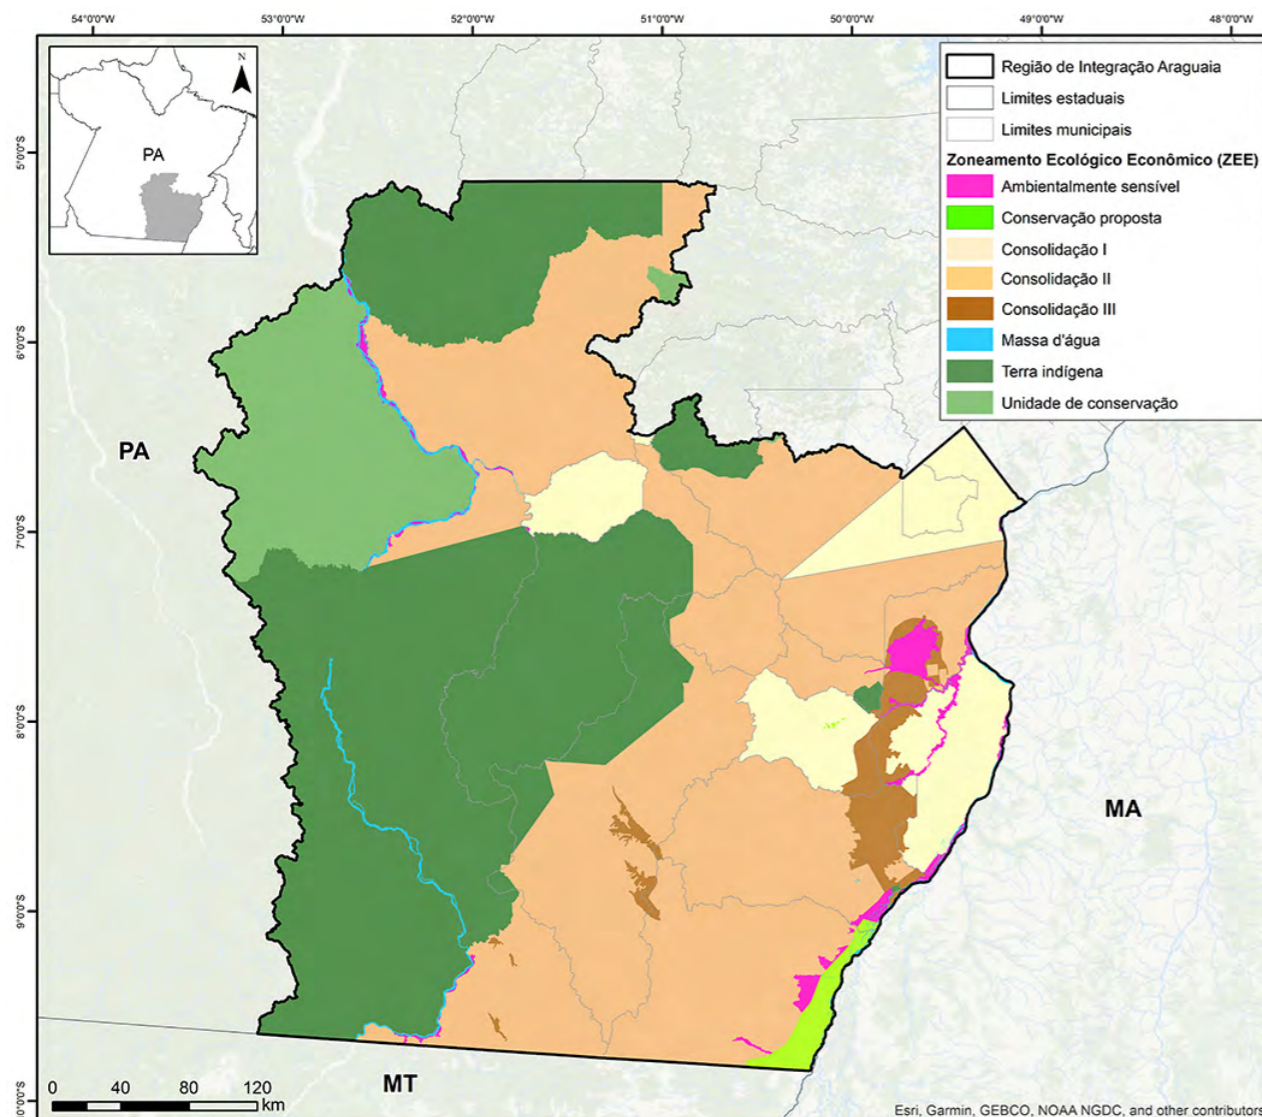 54°0'0"W
53°0'0"W
52°0'0"W
51°0'0"W
50°0'0"W
49°0'0"W
48°0'0"W
N
PA
Região de Integração Araguaia
Limites estaduais
Limites municipais
Zoneamento Ecológico Econômico (ZEE)
Ambientalmente sensível
Conservação proposta
Consolidação I
Consolidação II
Consolidação III
Massa d'água
Terra indígena
Unidade de conservação
5°0'0"S
6°0'0"S
7°0'0"S
8°0'0"S
9°0'0"S
0°0'0"S
PA
MA
MT
0 40 80 120
km
Esri, Garmin, GEBCO, NOAA NGDC, and other contributors